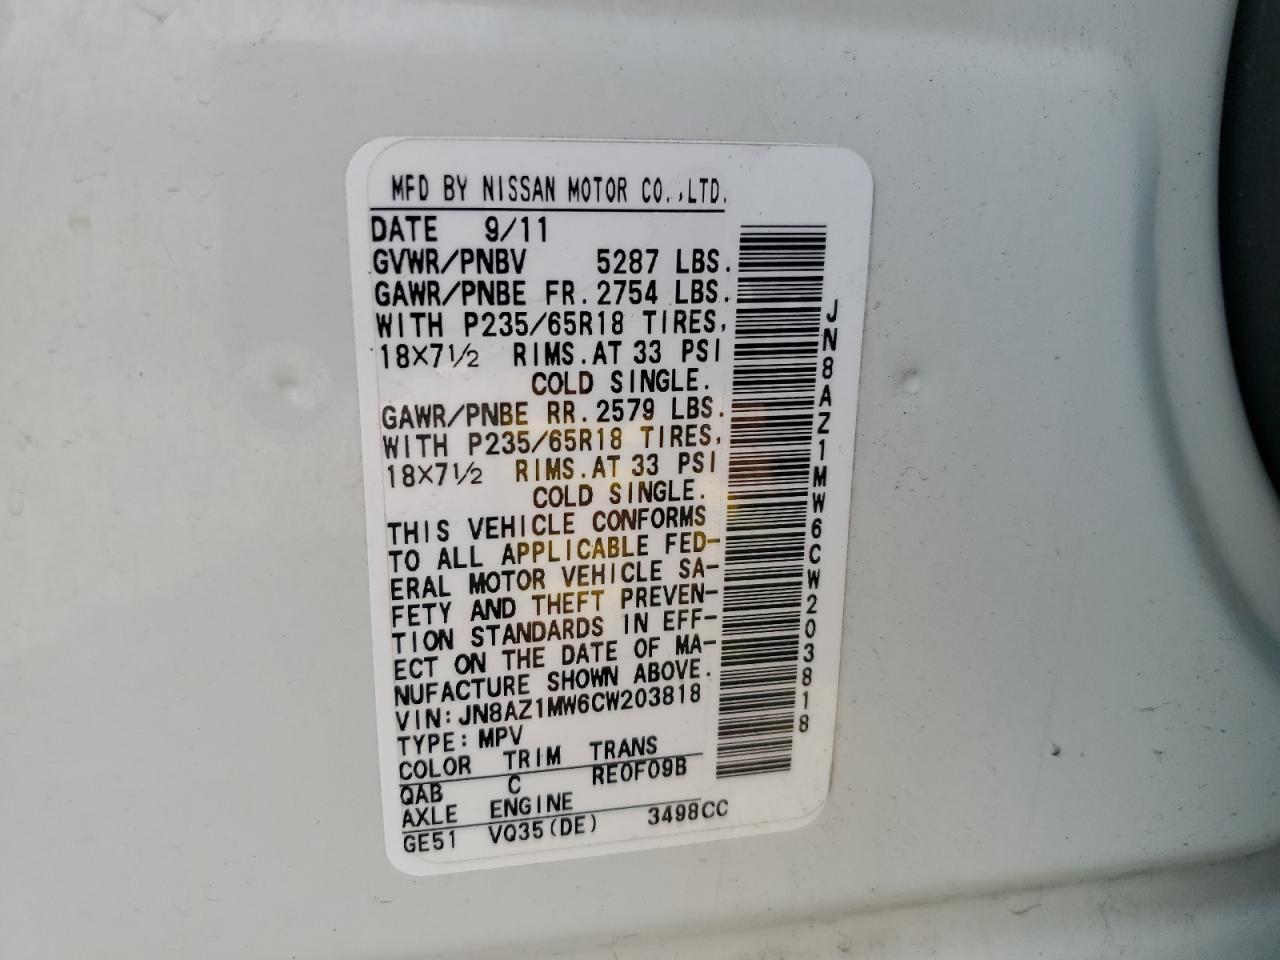 MFD BY NISSAN MOTOR CO.,LTD.
DATE 9/11
GVWR/PNBV 5287 LBS.
GAWR/PNBE FR. 2754 LBS.
WITH P235/65R18 TIRES,
18×7½ RIMS. AT 33 PSI
COLD SINGLE.
GAWR/PNBE RR. 2579 LBS.
WITH P235/65R18 TIRES,
18×7½ RIMS. AT 33 PSI
COLD SINGLE.
THIS VEHICLE CONFORMS
TO ALL APPLICABLE FED-
ERAL MOTOR VEHICLE SA-
FETY AND THEFT PREVEN-
TION STANDARDS IN EFF-
ECT ON THE DATE OF MA-
NUFACTURE SHOWN ABOVE.
VIN: JN8AZ1MW6CW203818
TYPE: MPV
COLOR TRIM TRANS
QAB C RE0F09B
AXLE ENGINE
GE51 VQ35(DE) 3498CC
JN8AZ1MW6CW203818